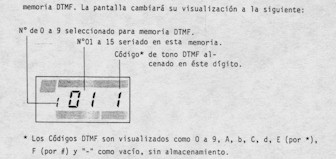 memoria DTMF. La pantalla cambiará su visualización a la siguiente:
N° de 0 a 9 seleccionado para memoria DTMF.
N°01 a 15 seriado en esta memoria.
Código* de tono DTMF al-
cenado en éste dígito.
1 01 1
* Los Códigos DTMF son visualizados como 0 a 9, A, b, C, d, E (por *),
F (por #) y "-" como vacío, sin almacenamiento.